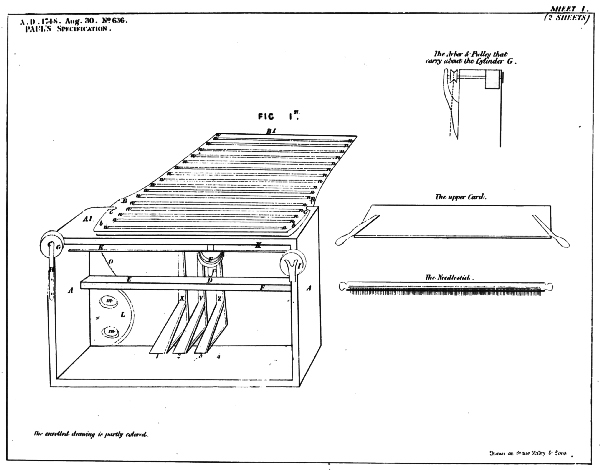 SHEET 1.
(2 SHEETS)
A.D. 1748. Aug. 30. Nº 636.
PAUL'S SPECIFICATION.
The Arbor & Pulley that
carry about the Cylinder G.
FIG 1st.
B1
B
A1
C
The upper Card.
G
K
H
D
A
E
D
F
A
The Needlestick.
L
X
Y
Z
1 2 3 4
The enrolled drawing is partly colored.
Drawn on Stone by & Sons